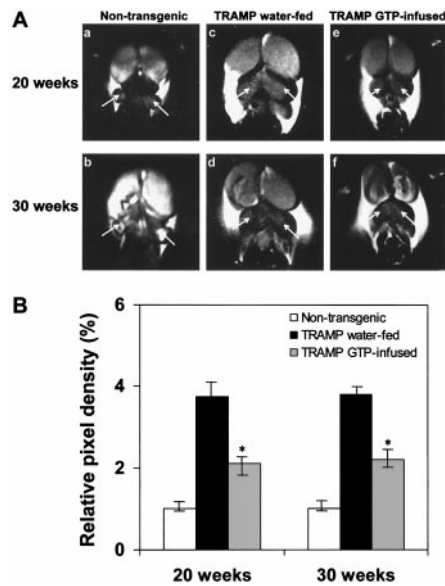 A
Non-transgenic
TRAMP water-fed
TRAMP GTP-infused
20 weeks
a
c
e
30 weeks
b
d
f
B
Relative pixel density (%)
6
4
2
0
Non-transgenic
TRAMP water-fed
TRAMP GTP-infused
*
*
20 weeks
30 weeks